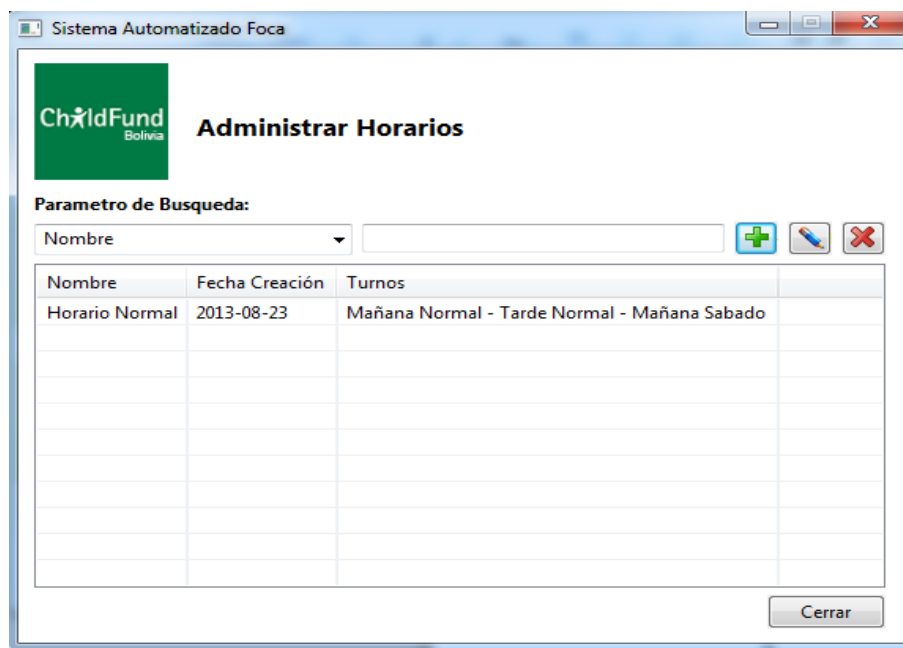 Sistema Automatizado Foca
ChildFund
Bolivia
Administrar Horarios
Parametro de Busqueda:
Nombre
Nombre Fecha Creación Turnos
Horario Normal 2013-08-23 Mañana Normal - Tarde Normal - Mañana Sabado
Cerrar